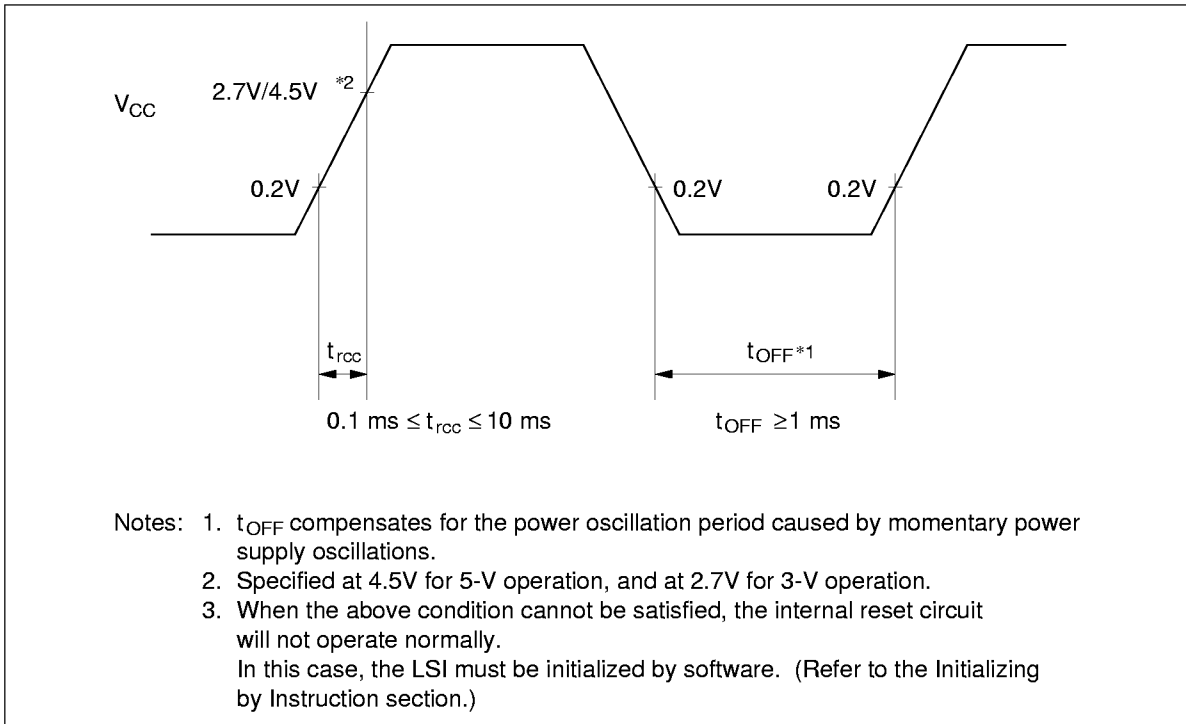 2.7V/4.5V *2
VCC
0.2V
0.2V
0.2V
trcc
tOFF*1
0.1 ms ≤ trcc ≤ 10 ms
tOFF ≥1 ms
Notes: 1. tOFF compensates for the power oscillation period caused by momentary power
supply oscillations.
2. Specified at 4.5V for 5-V operation, and at 2.7V for 3-V operation.
3. When the above condition cannot be satisfied, the internal reset circuit
will not operate normally.
In this case, the LSI must be initialized by software. (Refer to the Initializing
by Instruction section.)